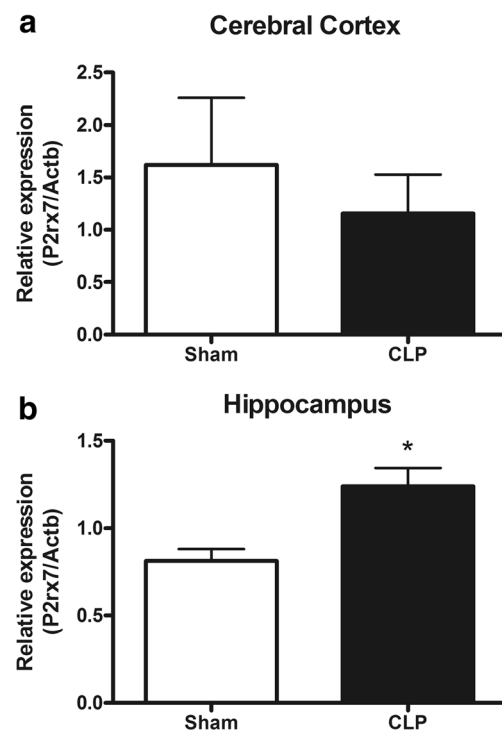 a
Cerebral Cortex
Relative expression
(P2rx7/Actb)
2.5
2.0
1.5
1.0
0.5
0.0
Sham CLP
b
Hippocampus
Relative expression
(P2rx7/Actb)
1.5
*
1.0
0.5
0.0
Sham CLP